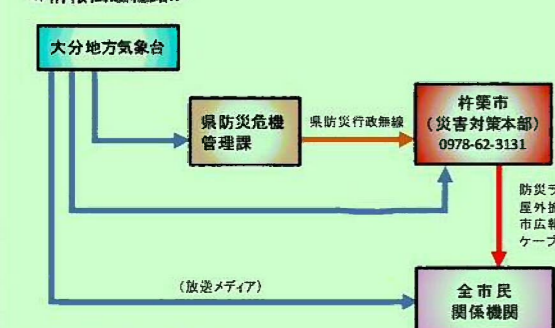 大分地方気象台
県防災危機
管理課
県防災行政無線
杵築市
(災害対策本部)
0978-62-3131
防災ラ
屋外
市広報
ケーブ
(放送メディア)
全市民
関係機関